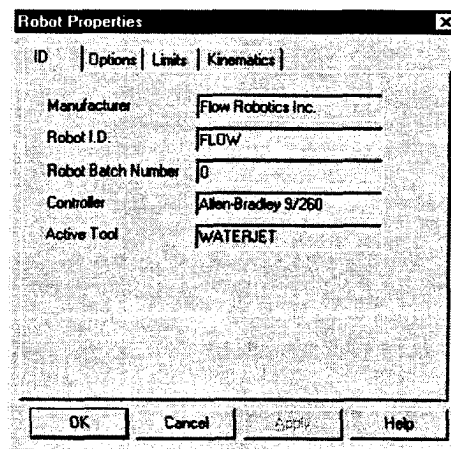 Robot Properties
ID Options Limits Kinematics
Manufacturer Flow Robotics Inc.
Robot I.D. FLOW
Robot Batch Number 0
Controller Allen-Bradley 9/260
Active Tool WATERJET
OK Cancel Apply Help